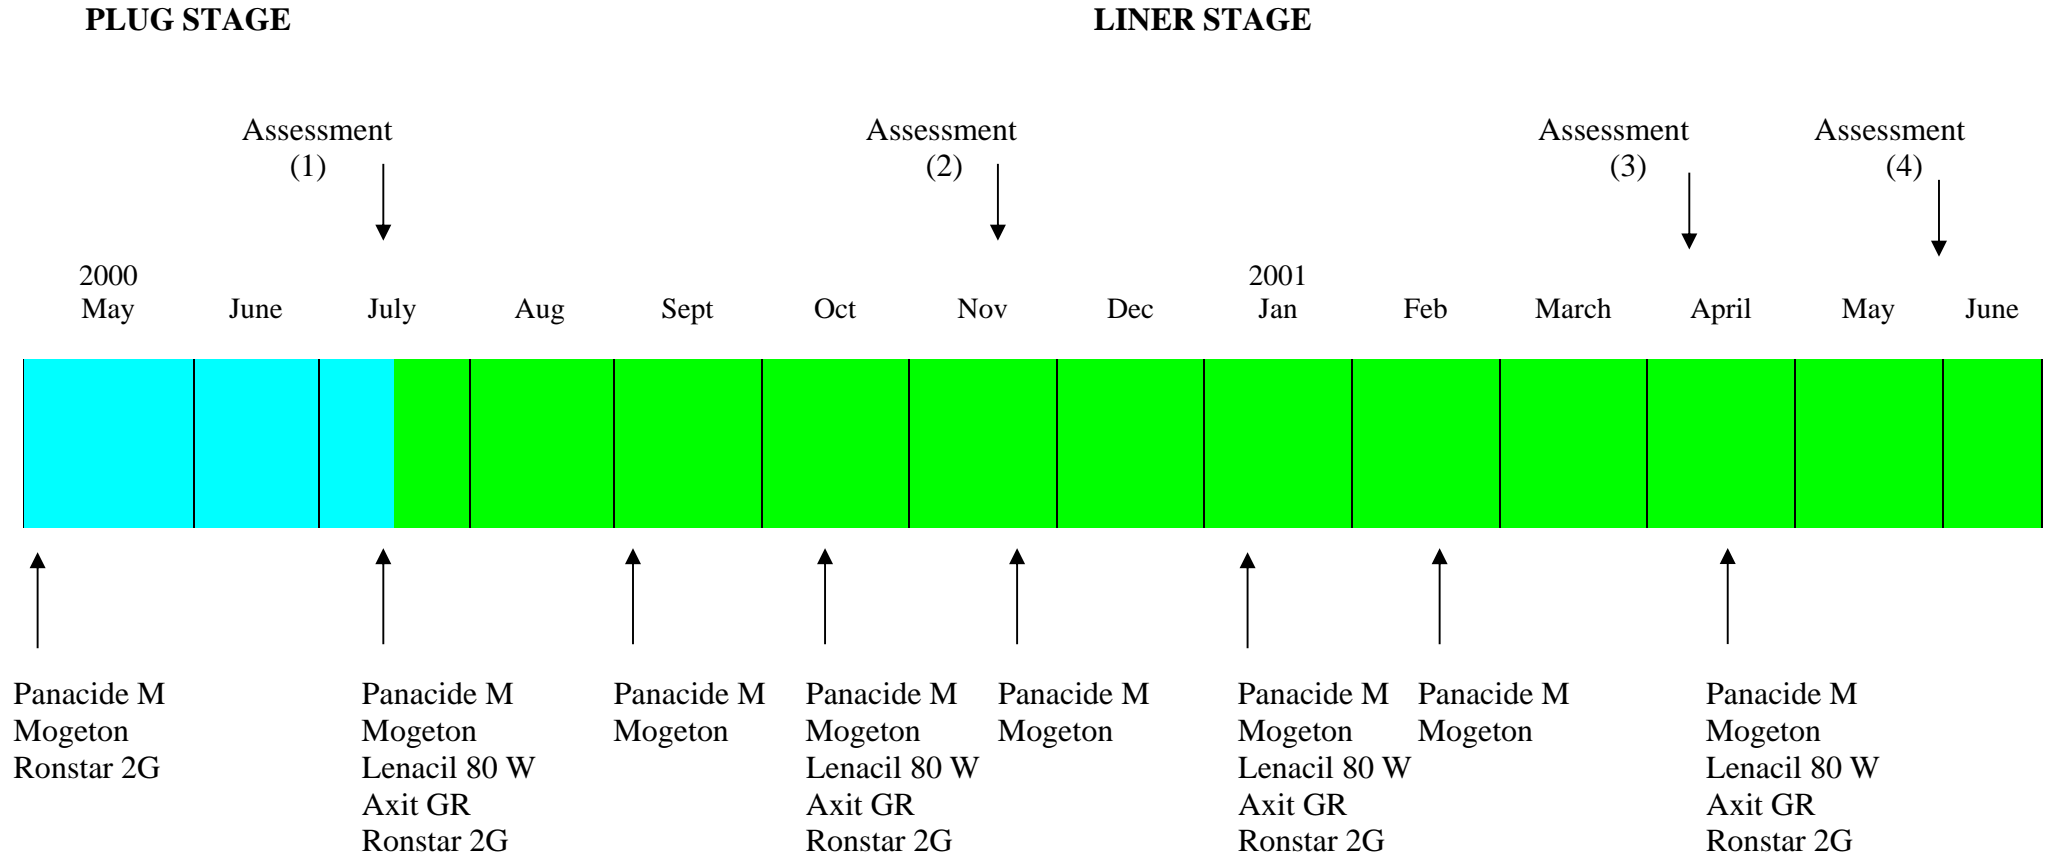 PLUG STAGE LINER STAGE
Assessment Assessment Assessment Assessment
(1) (2) (3) (4)
2000 2001
May June July Aug Sept Oct Nov Dec Jan Feb March April May June
Panacide M Panacide M Panacide M Panacide M Panacide M Panacide M Panacide M Panacide M
Mogeton Mogeton Mogeton Mogeton Mogeton Mogeton Mogeton Mogeton
Ronstar 2G Lenacil 80 W Lenacil 80 W Lenacil 80 W Lenacil 80 W
Axit GR Axit GR Axit GR Axit GR
Ronstar 2G Ronstar 2G Ronstar 2G Ronstar 2G